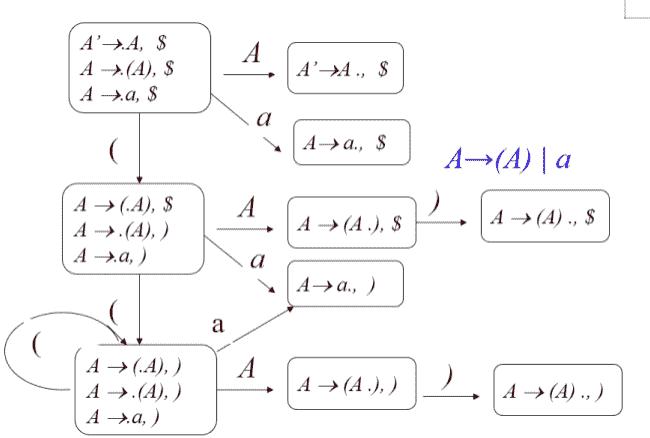 A'→.A, $
A →.(A), $
A →.a, $
A
A'→A ., $
a
A→a., $
(
A→(A) | a
A →(.A), $
A →.(A), )
A →.a, )
A
A →(A .), $
)
A →(A) ., $
a
A→a., )
(
a
(
A →(.A), )
A →.(A), )
A →.a, )
A
A →(A .), )
)
A →(A) ., )